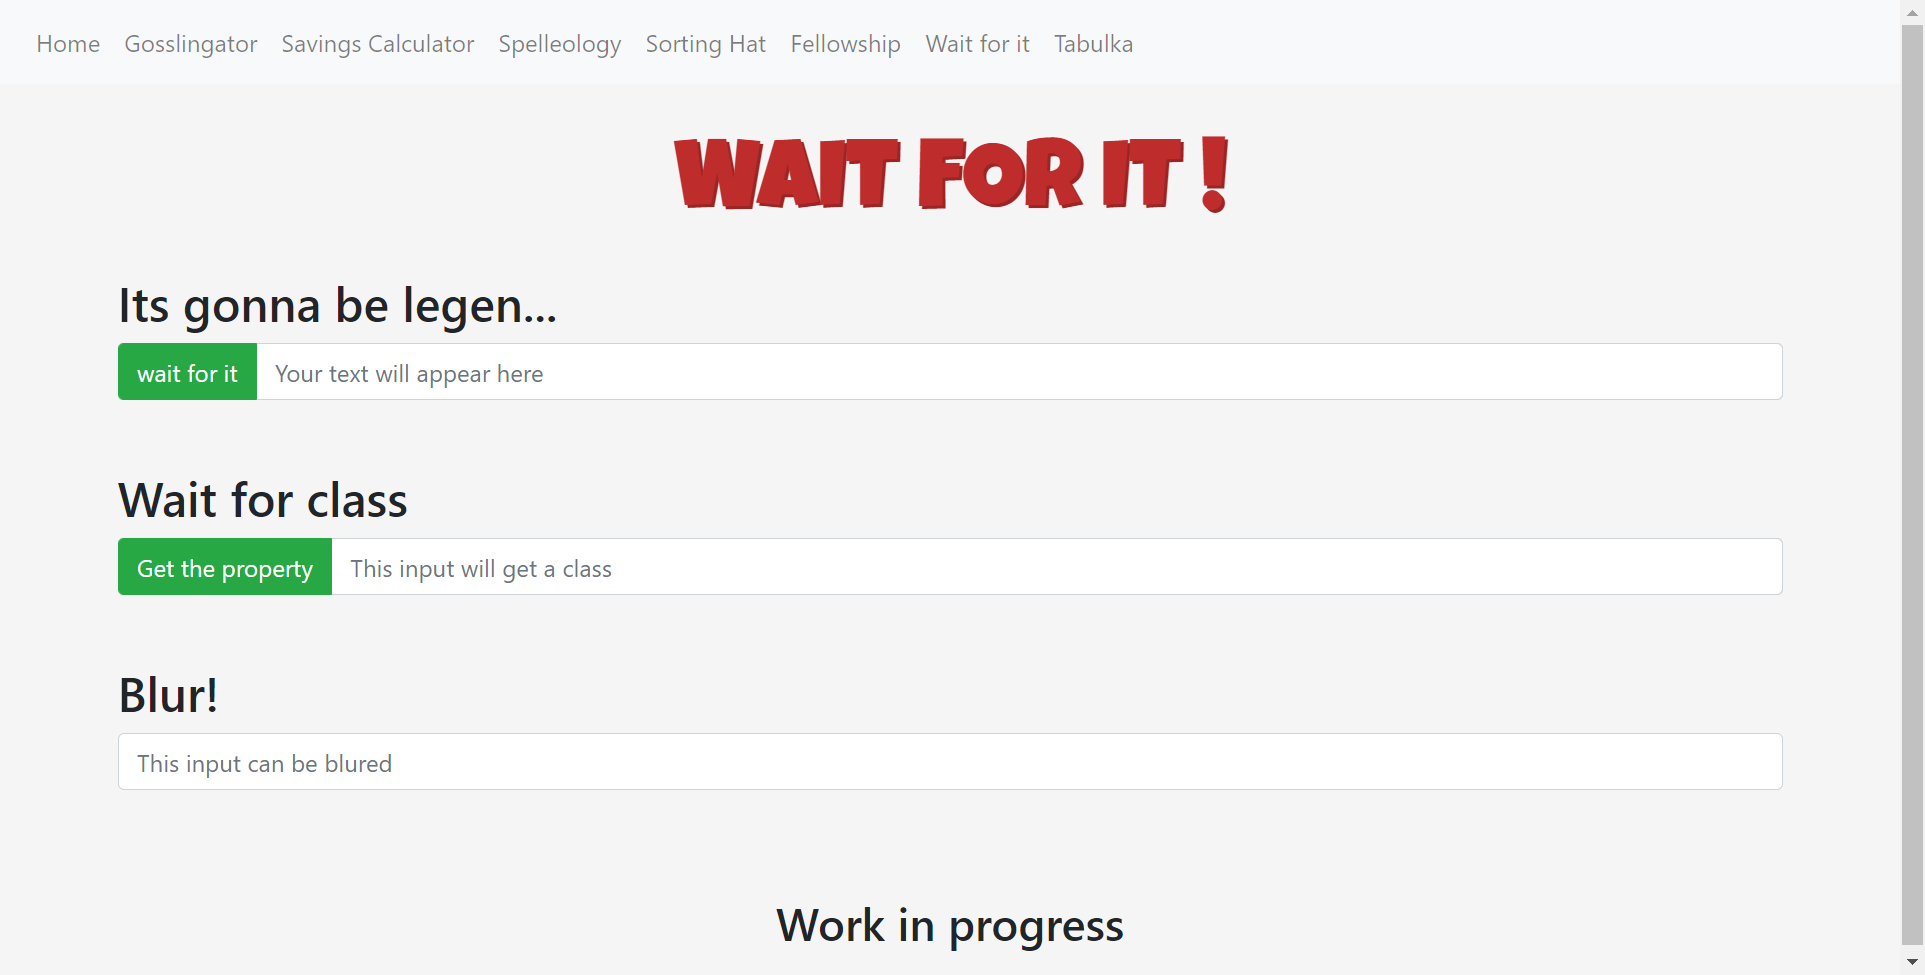 Home Gosslingator Savings Calculator Spelleology Sorting Hat Fellowship Wait for it Tabulka
WAIT FOR IT !
Its gonna be legen...
wait for it Your text will appear here
Wait for class
Get the property This input will get a class
Blur!
This input can be blured
Work in progress